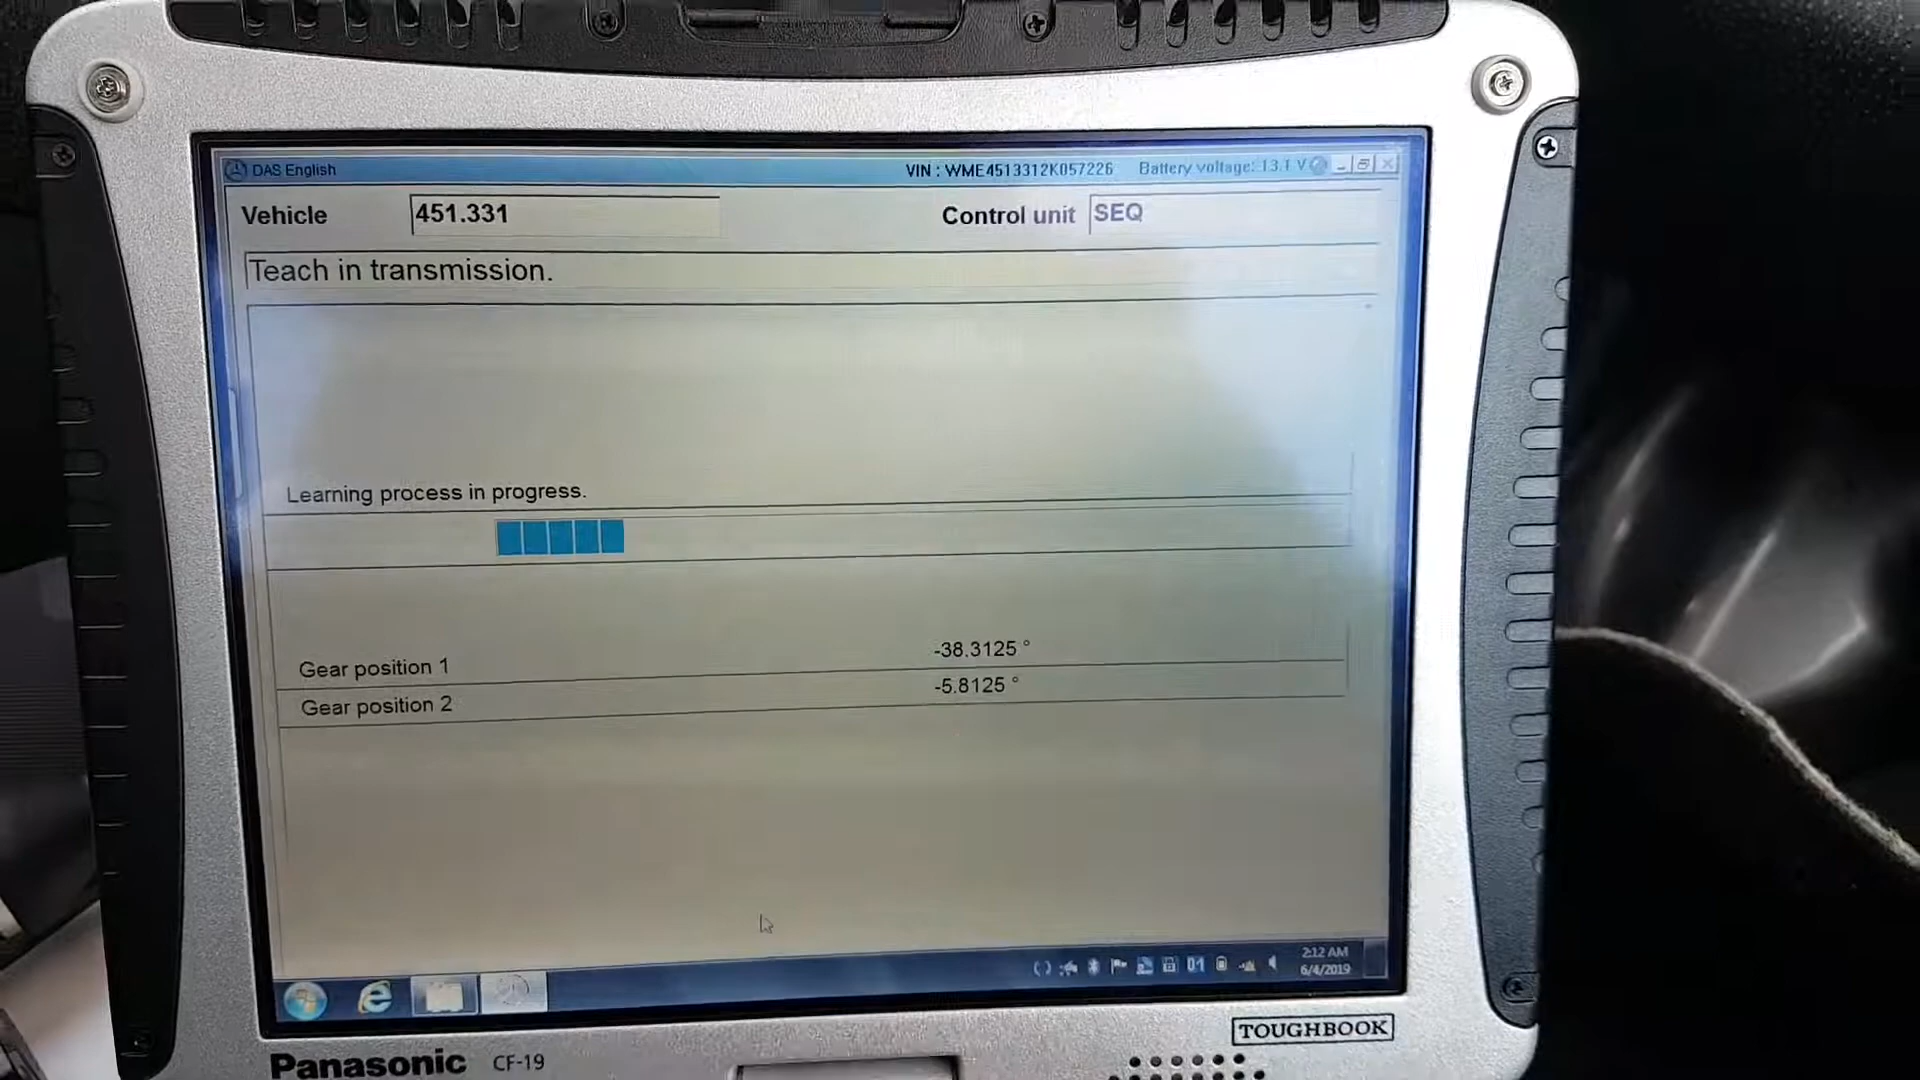 DAS English VIN : WME4513312K057226 Battery voltage: 13.1 V
Vehicle 451.331 Control unit SEQ
Teach in transmission.
Learning process in progress.
Gear position 1 -38.3125 °
Gear position 2 -5.8125 °
01
2:12 AM
6/4/2019
TOUGHBOOK
Panasonic CF-19